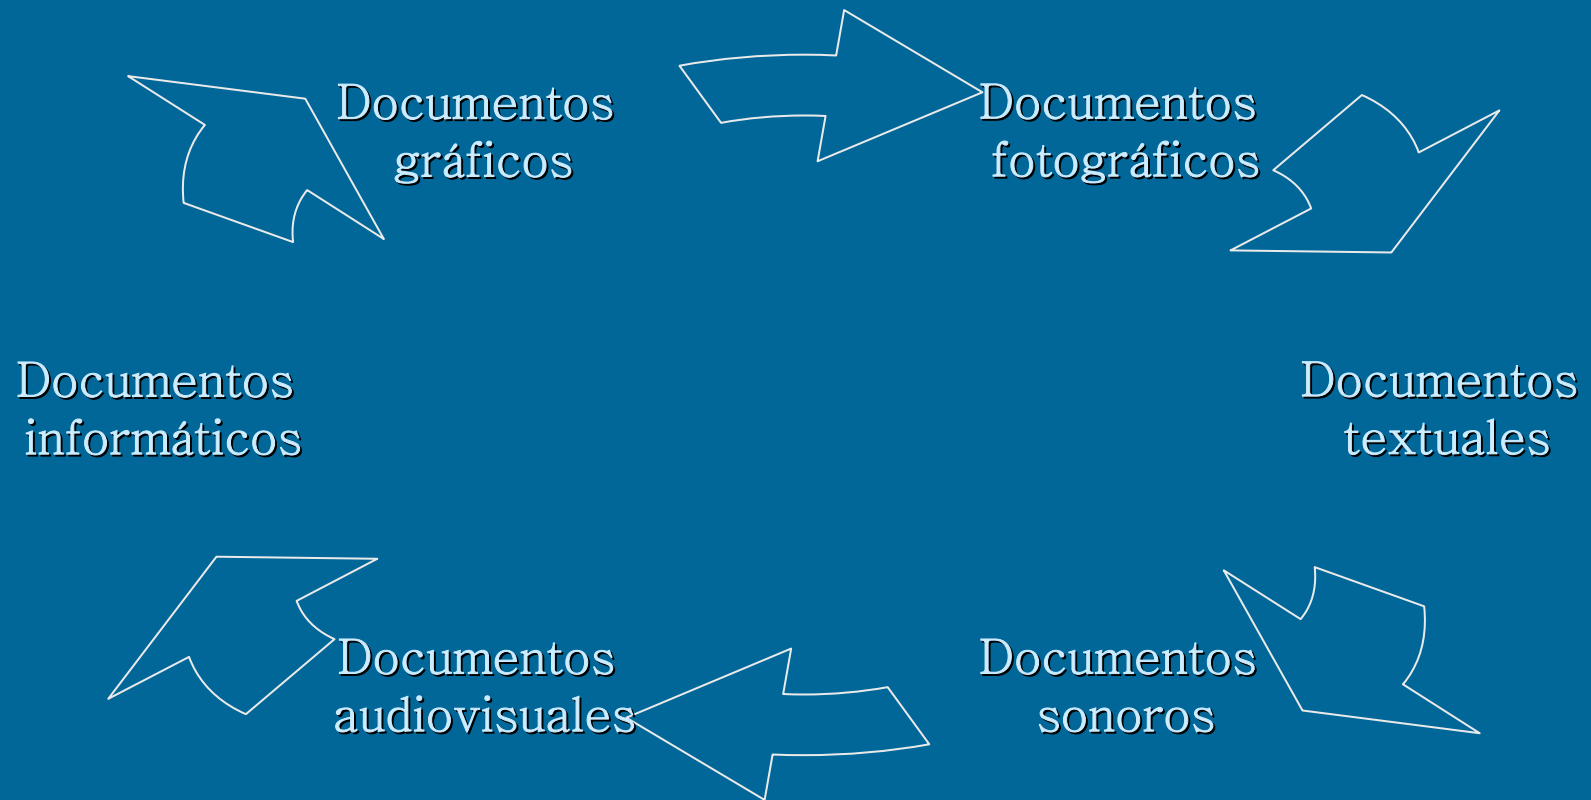 Documentos
gráficos
Documentos
fotográficos
Documentos
informáticos
Documentos
textuales
Documentos
audiovisuales
Documentos
sonoros